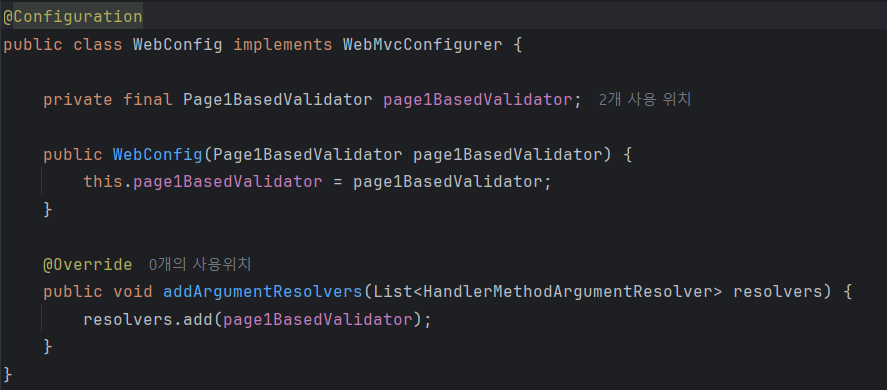 @Configuration
public class WebConfig implements WebMvcConfigurer {
private final Page1BasedValidator page1BasedValidator; 2개 사용 위치
public WebConfig(Page1BasedValidator page1BasedValidator) {
this.page1BasedValidator = page1BasedValidator;
}
@Override 0개의 사용위치
public void addArgumentResolvers(List<HandlerMethodArgumentResolver> resolvers) {
resolvers.add(page1BasedValidator);
}
}